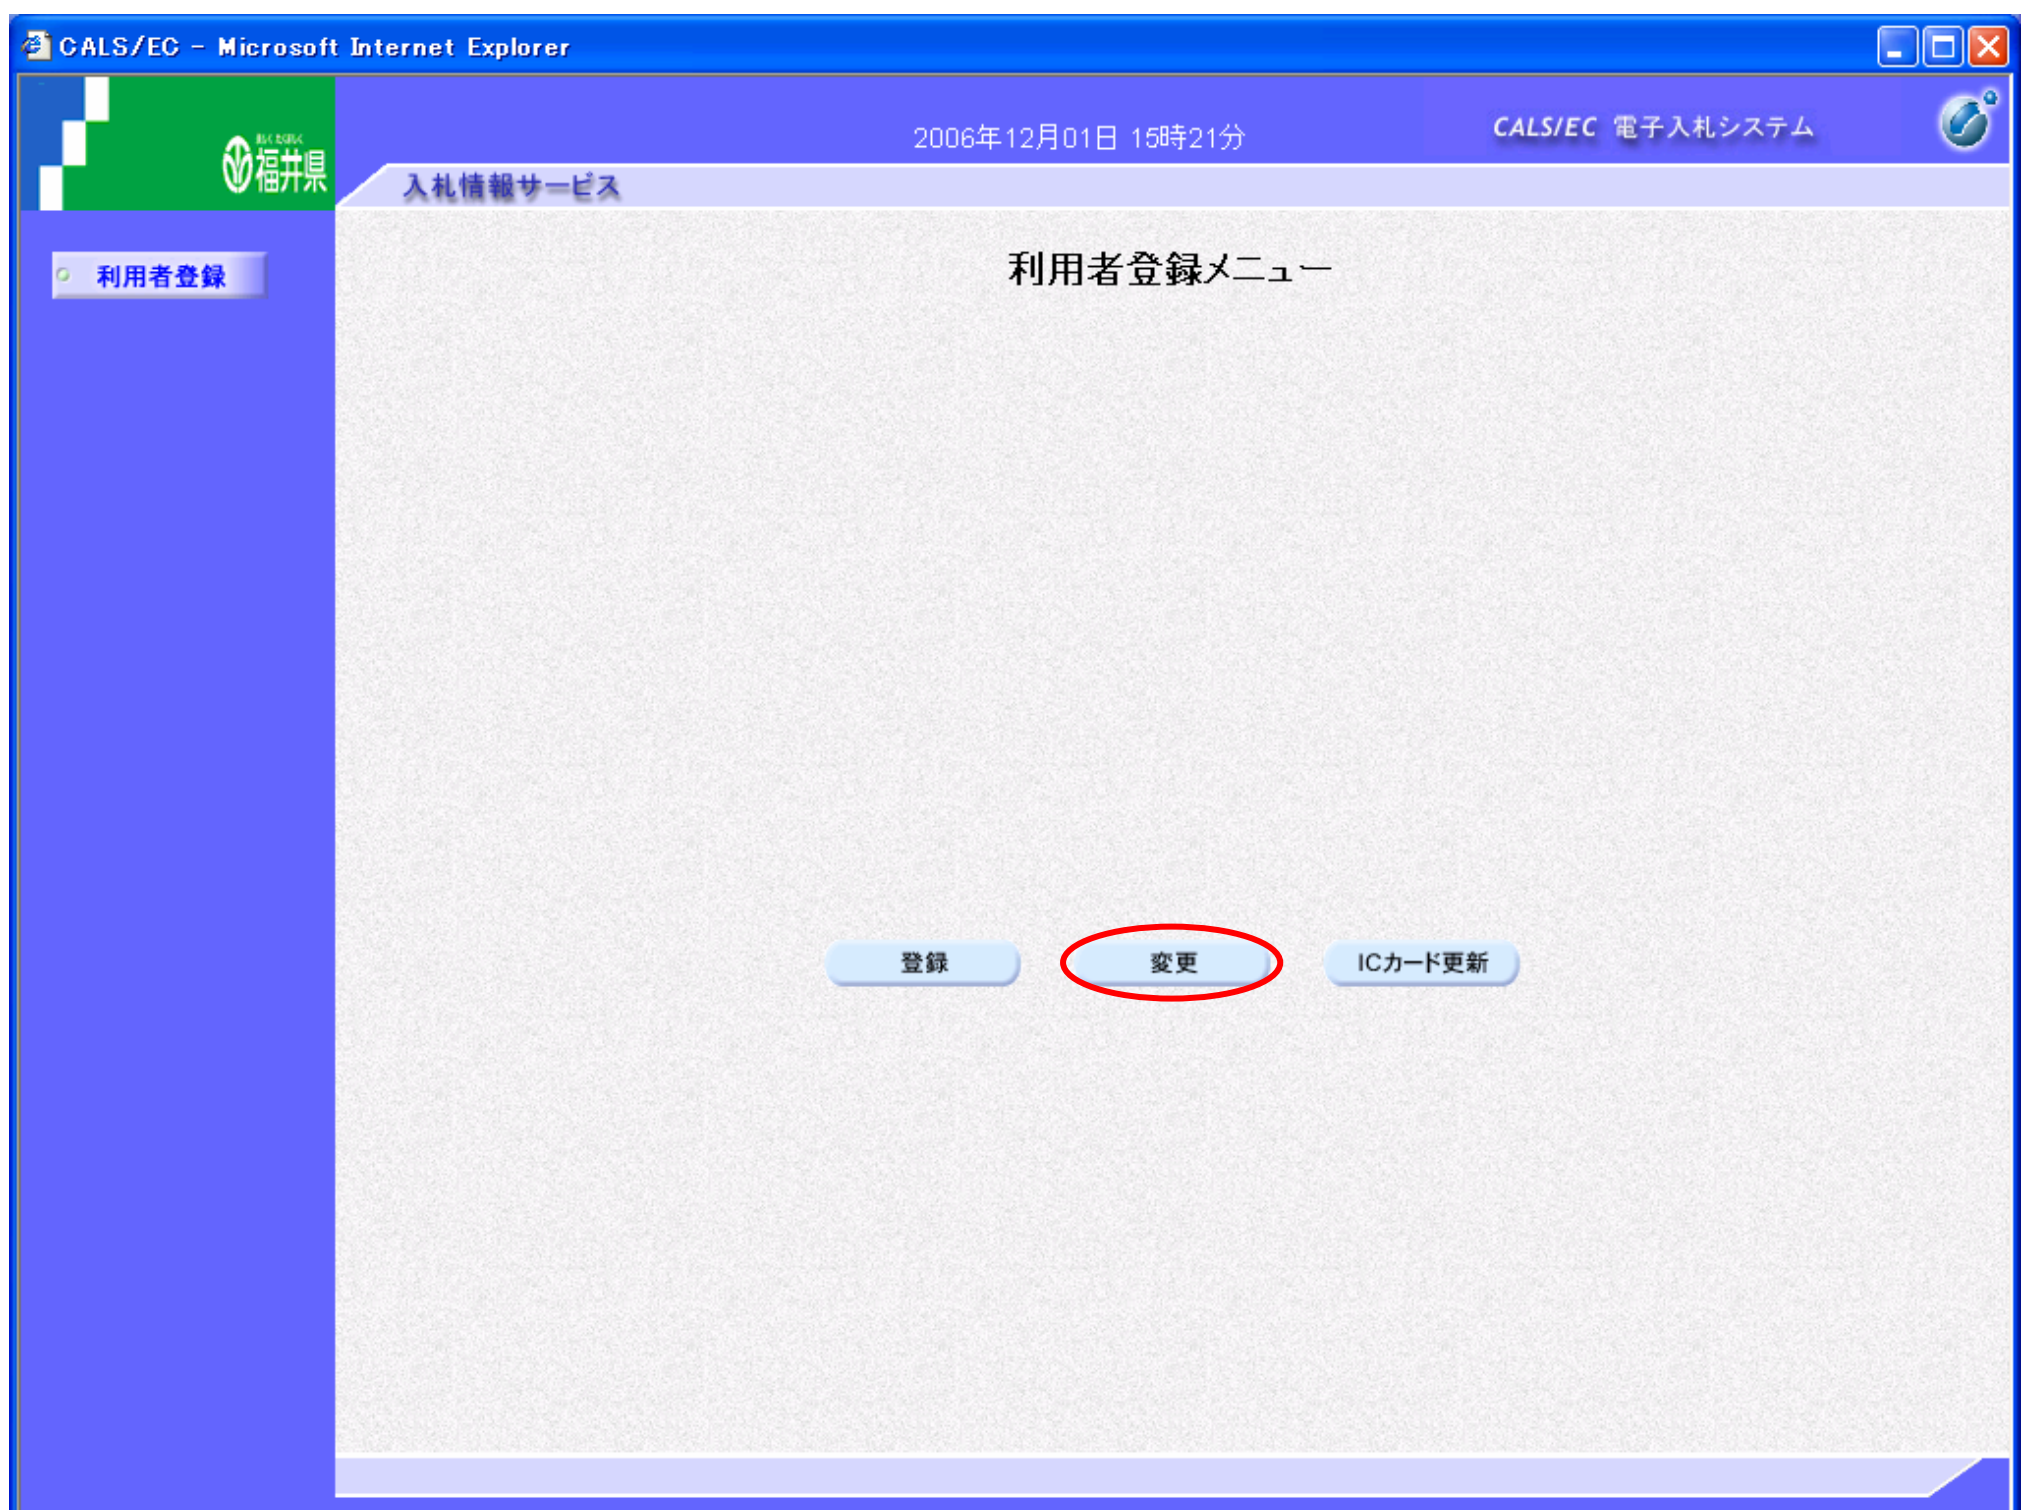 CALS/EC - Microsoft Internet Explorer
福井県
2006年12月01日 15時21分
CALS/EC 電子入札システム
入札情報サービス
利用者登録
利用者登録メニュー
登録
変更
ICカード更新